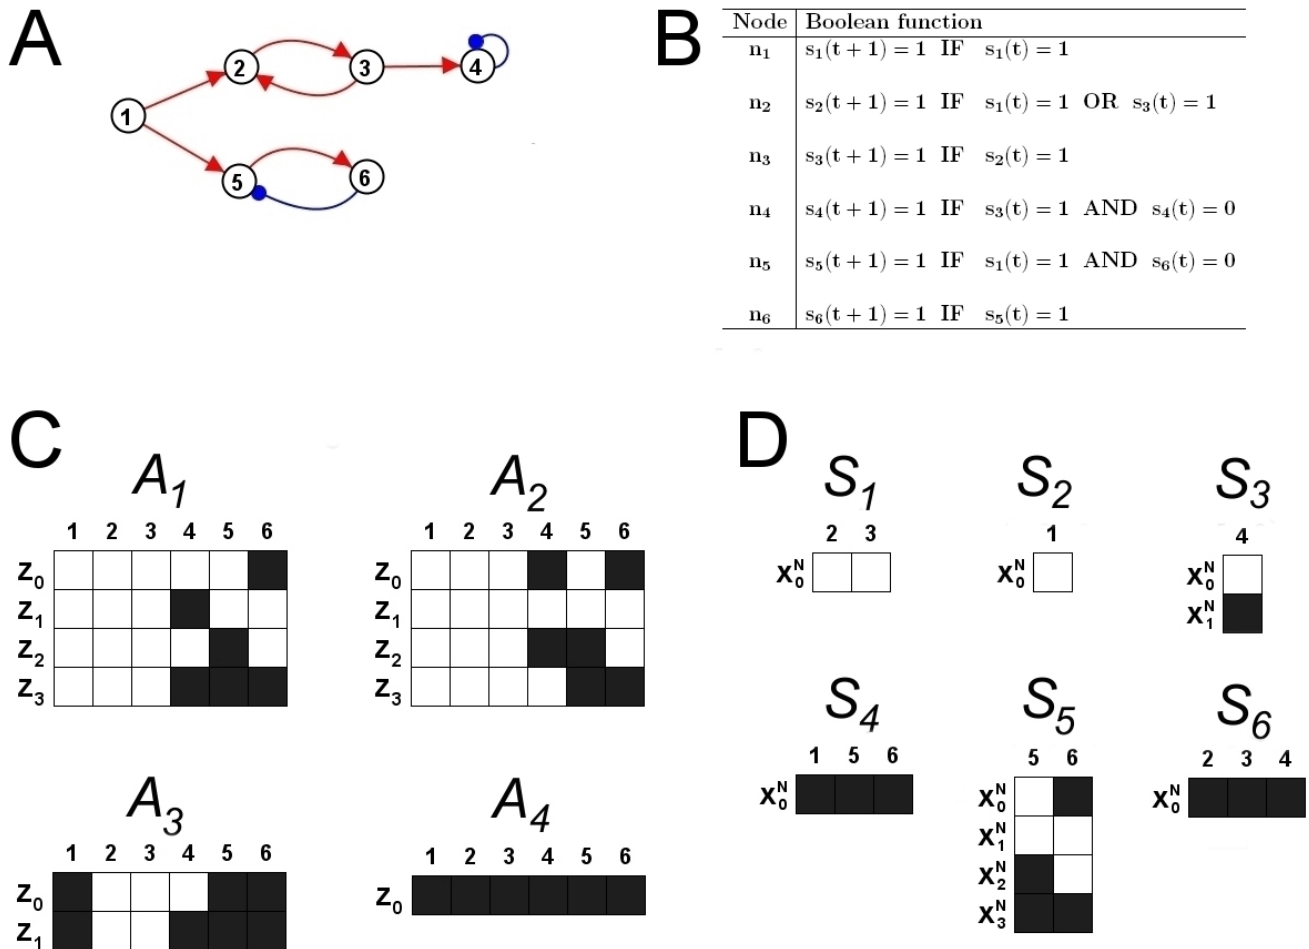 A
1
2
3
4
5
6
B
Node Boolean function
n₁ s₁(t + 1) = 1 IF s₁(t) = 1
n₂ s₂(t + 1) = 1 IF s₁(t) = 1 OR s₃(t) = 1
n₃ s₃(t + 1) = 1 IF s₂(t) = 1
n₄ s₄(t + 1) = 1 IF s₃(t) = 1 AND s₄(t) = 0
n₅ s₅(t + 1) = 1 IF s₁(t) = 1 AND s₆(t) = 0
n₆ s₆(t + 1) = 1 IF s₅(t) = 1
C
A₁
1 2 3 4 5 6
Z₀
Z₁
Z₂
Z₃
A₂
1 2 3 4 5 6
Z₀
Z₁
Z₂
Z₃
A₃
1 2 3 4 5 6
Z₀
Z₁
A₄
1 2 3 4 5 6
Z₀
D
S₁
2 3
X₀ᴺ
S₂
1
X₀ᴺ
S₃
4
X₀ᴺ
X₁ᴺ
S₄
1 5 6
X₀ᴺ
S₅
5 6
X₀ᴺ
X₁ᴺ
X₂ᴺ
X₃ᴺ
S₆
2 3 4
X₀ᴺ